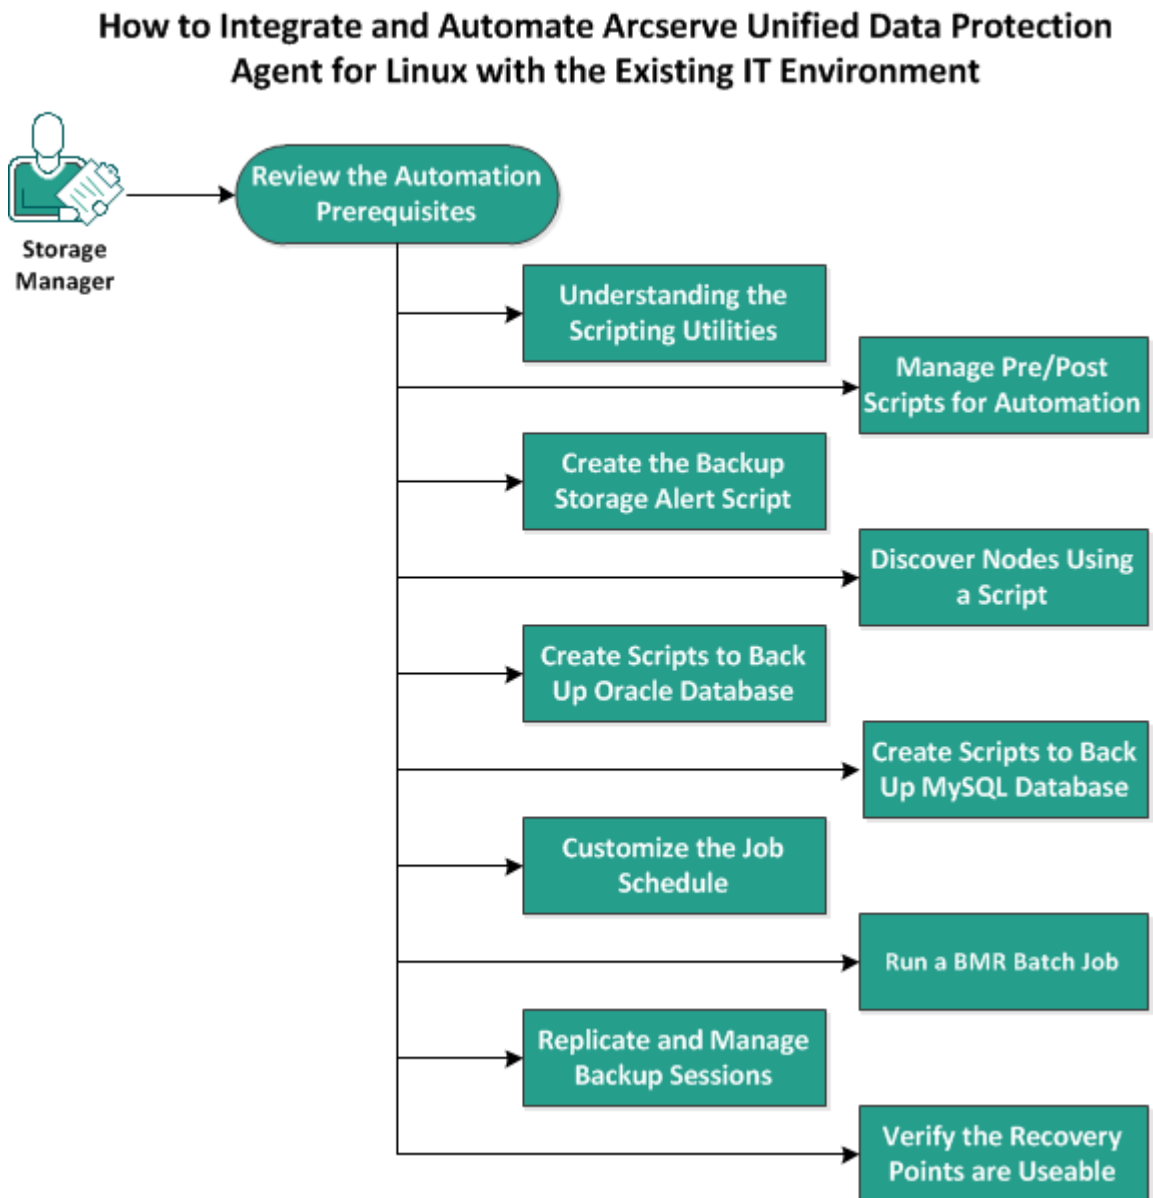 How to Integrate and Automate Arcserve Unified Data Protection
Agent for Linux with the Existing IT Environment
Storage
Manager
Review the Automation
Prerequisites
Understanding the
Scripting Utilities
Manage Pre/Post
Scripts for Automation
Create the Backup
Storage Alert Script
Discover Nodes Using
a Script
Create Scripts to Back
Up Oracle Database
Create Scripts to Back
Up MySQL Database
Customize the Job
Schedule
Run a BMR Batch Job
Replicate and Manage
Backup Sessions
Verify the Recovery
Points are Useable